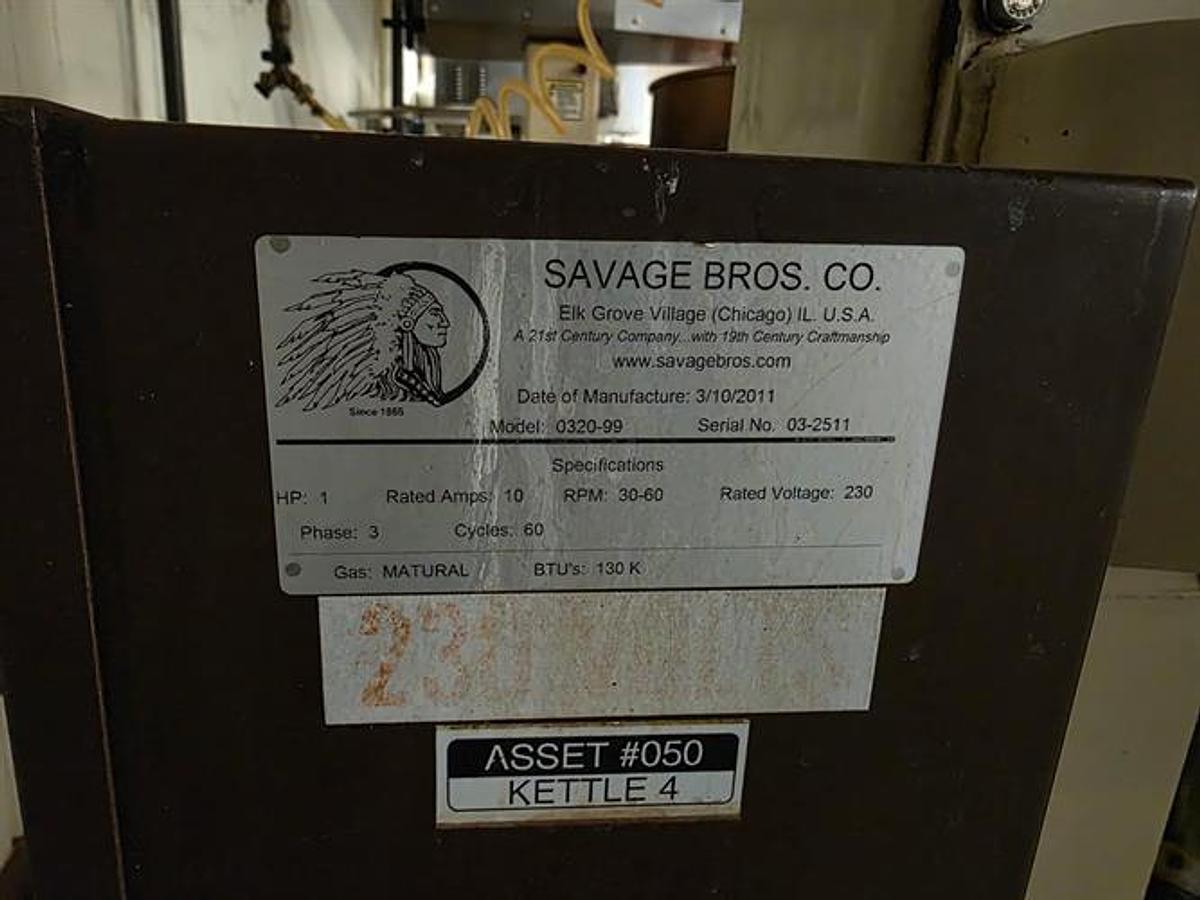 SAVAGE BROS. CO.
Elk Grove Village (Chicago) IL. U.S.A.
A 21st Century Company...with 19th Century Craftmanship
www.savagebros.com
Since 1855
Date of Manufacture: 3/10/2011
Model: 0320-99 Serial No. 03-2511
Specifications
HP: 1 Rated Amps: 10 RPM: 30-60 Rated Voltage: 230
Phase: 3 Cycles: 60
Gas: MATURAL BTU's: 130 K
230 VOLTS
ASSET #050
KETTLE 4